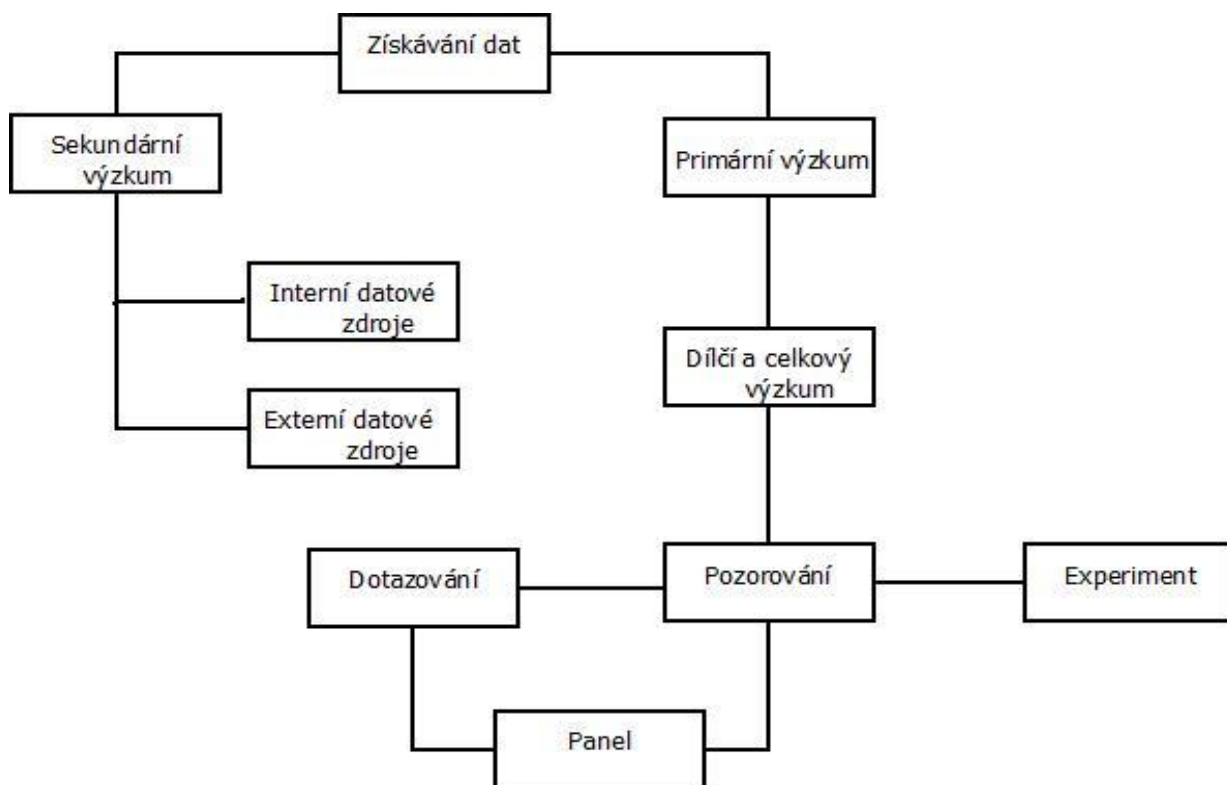 Získávání dat
Sekundární
výzkum
Primární výzkum
Interní datové
zdroje
Dílčí a celkový
výzkum
Externí datové
zdroje
Dotazování
Pozorování
Experiment
Panel